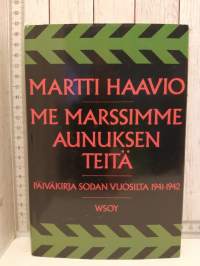 MARTTI HAAVIO
ME MARSSIMME
AUNUKSEN
TEITÄ
PÄIVÄKIRJA SODAN VUOSILTA 1941-1942
WSOY